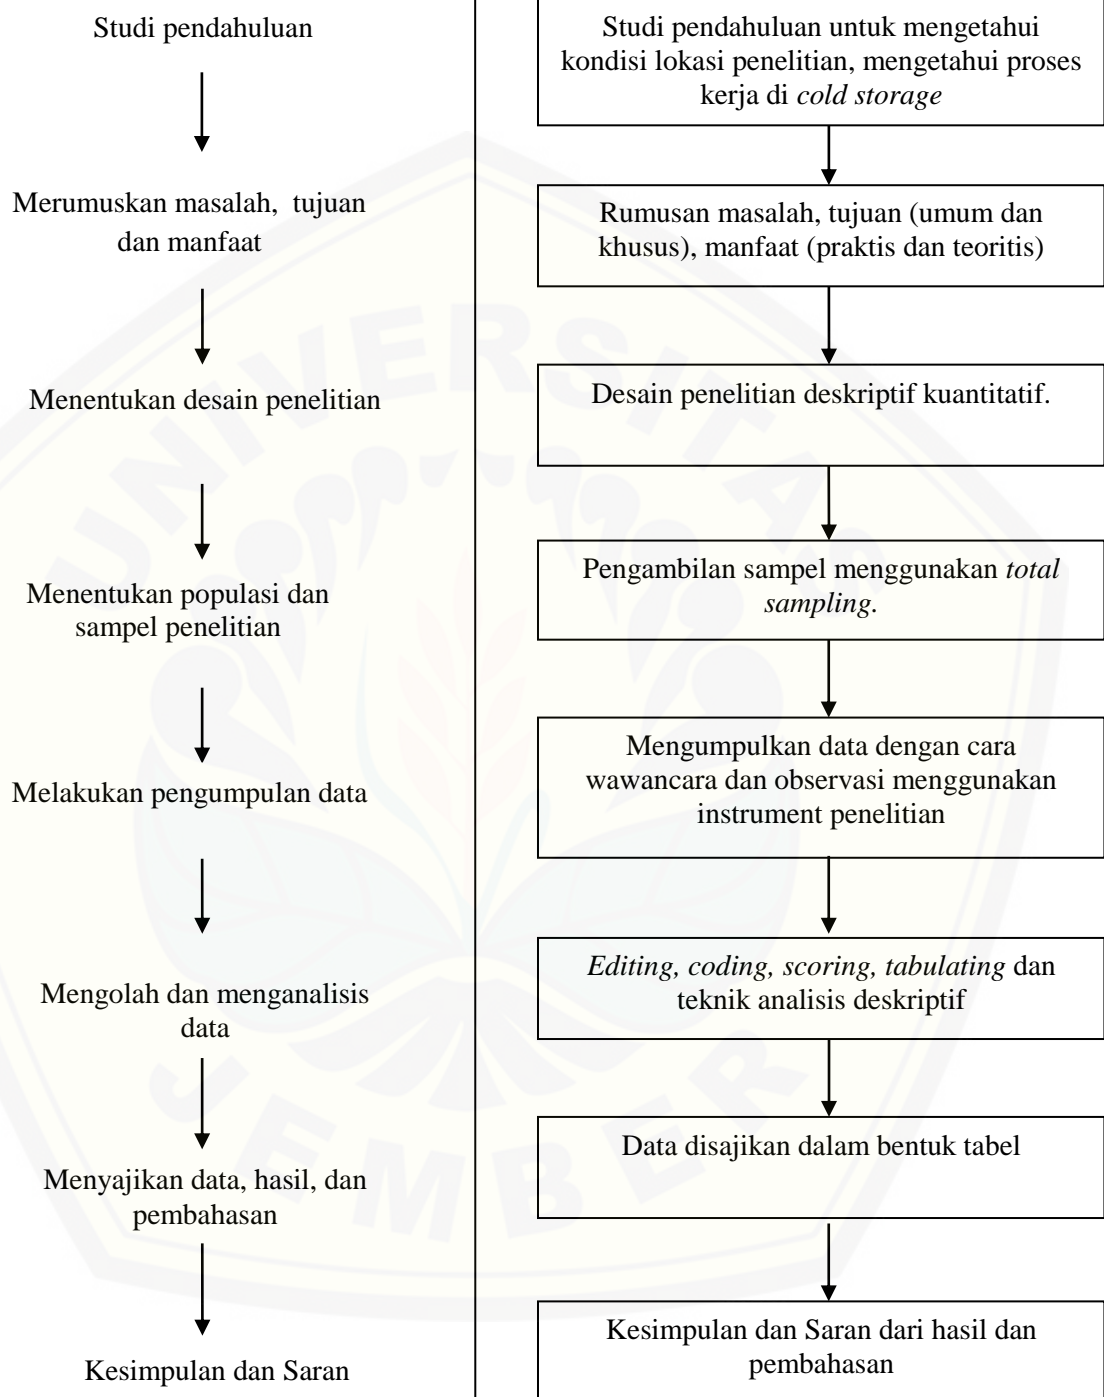 Studi pendahuluan
Merumuskan masalah, tujuan
dan manfaat
Menentukan desain penelitian
Menentukan populasi dan
sampel penelitian
Melakukan pengumpulan data
Mengolah dan menganalisis
data
Menyajikan data, hasil, dan
pembahasan
Kesimpulan dan Saran
Studi pendahuluan untuk mengetahui
kondisi lokasi penelitian, mengetahui proses
kerja di cold storage
Rumusan masalah, tujuan (umum dan
khusus), manfaat (praktis dan teoritis)
Desain penelitian deskriptif kuantitatif.
Pengambilan sampel menggunakan total
sampling.
Mengumpulkan data dengan cara
wawancara dan observasi menggunakan
instrument penelitian
Editing, coding, scoring, tabulating dan
teknik analisis deskriptif
Data disajikan dalam bentuk tabel
Kesimpulan dan Saran dari hasil dan
pembahasan
UNIVERSITAS
JEMBER